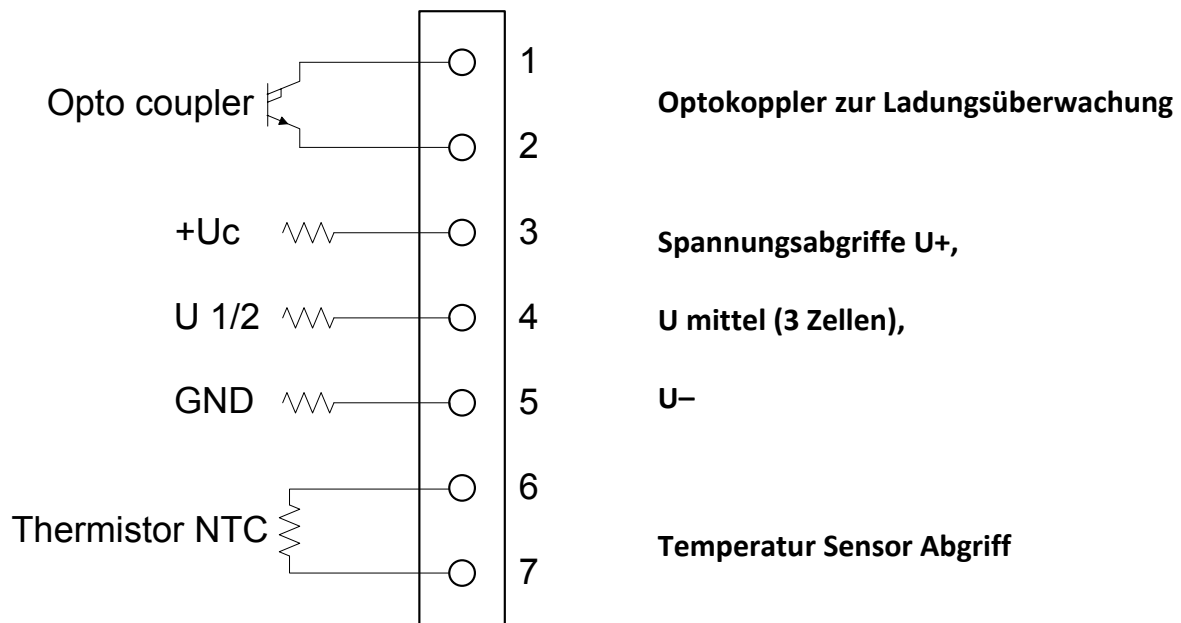 1
Opto coupler
Optokoppler zur Ladungsüberwachung
2
+Uc
3
Spannungsabgriffe U+,
U 1/2
4
U mittel (3 Zellen),
GND
5
U–
6
Thermistor NTC
Temperatur Sensor Abgriff
7